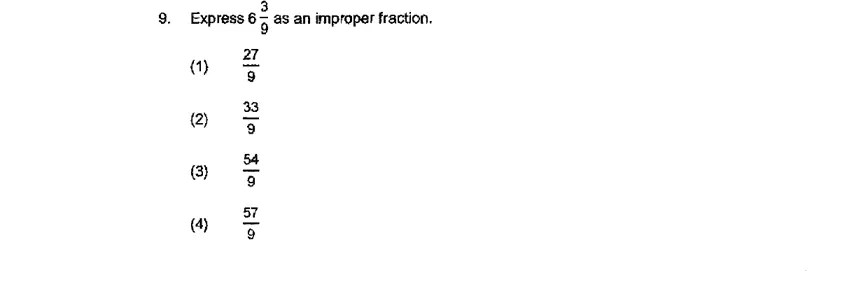 9. Express 6 3/9 as an improper fraction.
(1) 27/9
(2) 33/9
(3) 54/9
(4) 57/9